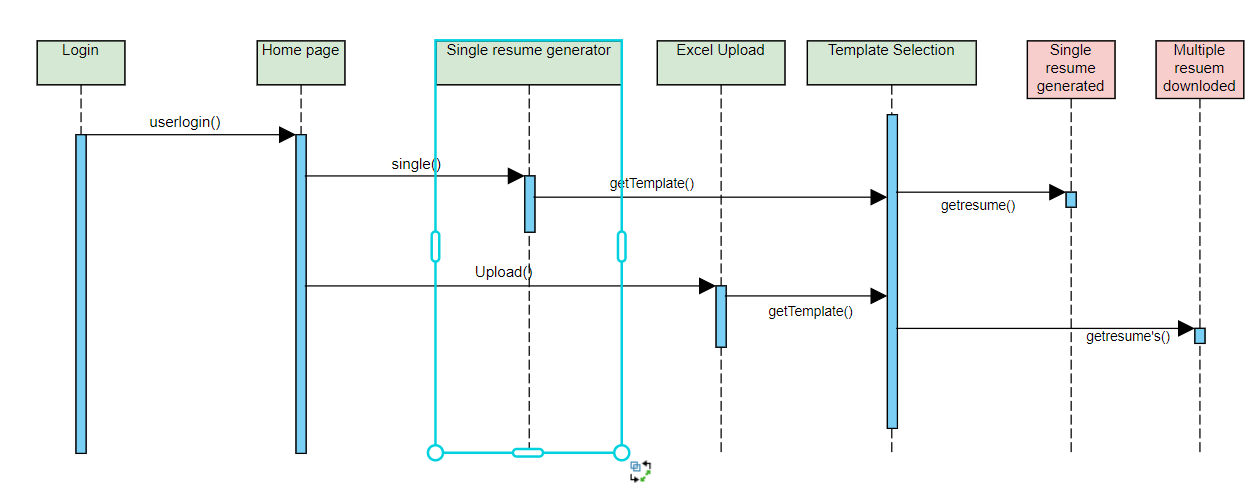 Login
Home page
Single resume generator
Excel Upload
Template Selection
Single
resume
generated
Multiple
resuem
downloded
userlogin()
single()
getTemplate()
getresume()
Upload()
getTemplate()
getresume's()